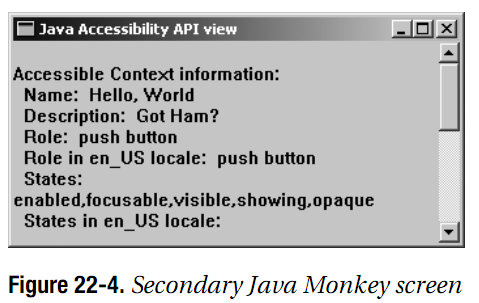 Java Accessibility API view
Accessible Context information:
Name: Hello, World
Description: Got Ham?
Role: push button
Role in en_US locale: push button
States:
enabled,focusable,visible,showing,opaque
States in en_US locale:
Figure 22-4. Secondary Java Monkey screen